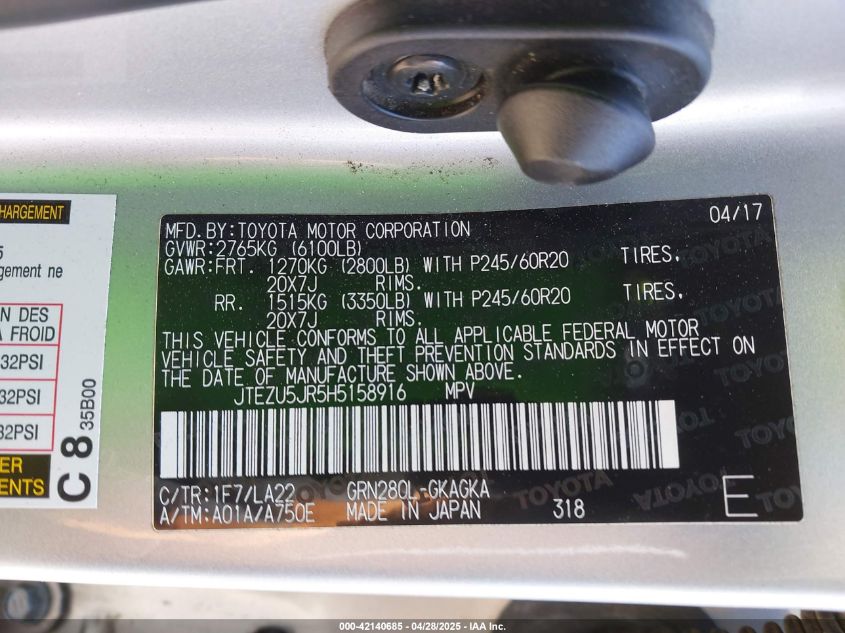 HARGEMENT
5
gement ne
N DES
A FROID
32PSI
32PSI
32PSI
ER
ENTS
C 8 35B00
MFD.BY:TOYOTA MOTOR CORPORATION 04/17
GVWR:2765KG (6100LB)
GAWR:FRT. 1270KG (2800LB) WITH P245/60R20 TIRES,
20X7J RIMS.
RR. 1515KG (3350LB) WITH P245/60R20 TIRES,
20X7J RIMS.
THIS VEHICLE CONFORMS TO ALL APPLICABLE FEDERAL MOTOR
VEHICLE SAFETY AND THEFT PREVENTION STANDARDS IN EFFECT ON
THE DATE OF MANUFACTURE SHOWN ABOVE.
JTEZU5JR5H5158916 MPV
C/TR:1F7/LA22 GRN280L-GKAGKA
A/TM:A01A/A750E MADE IN JAPAN 318 E
TOYOTA
TOYOTA
000-42140685 | 04/28/2025 - IAA Inc.